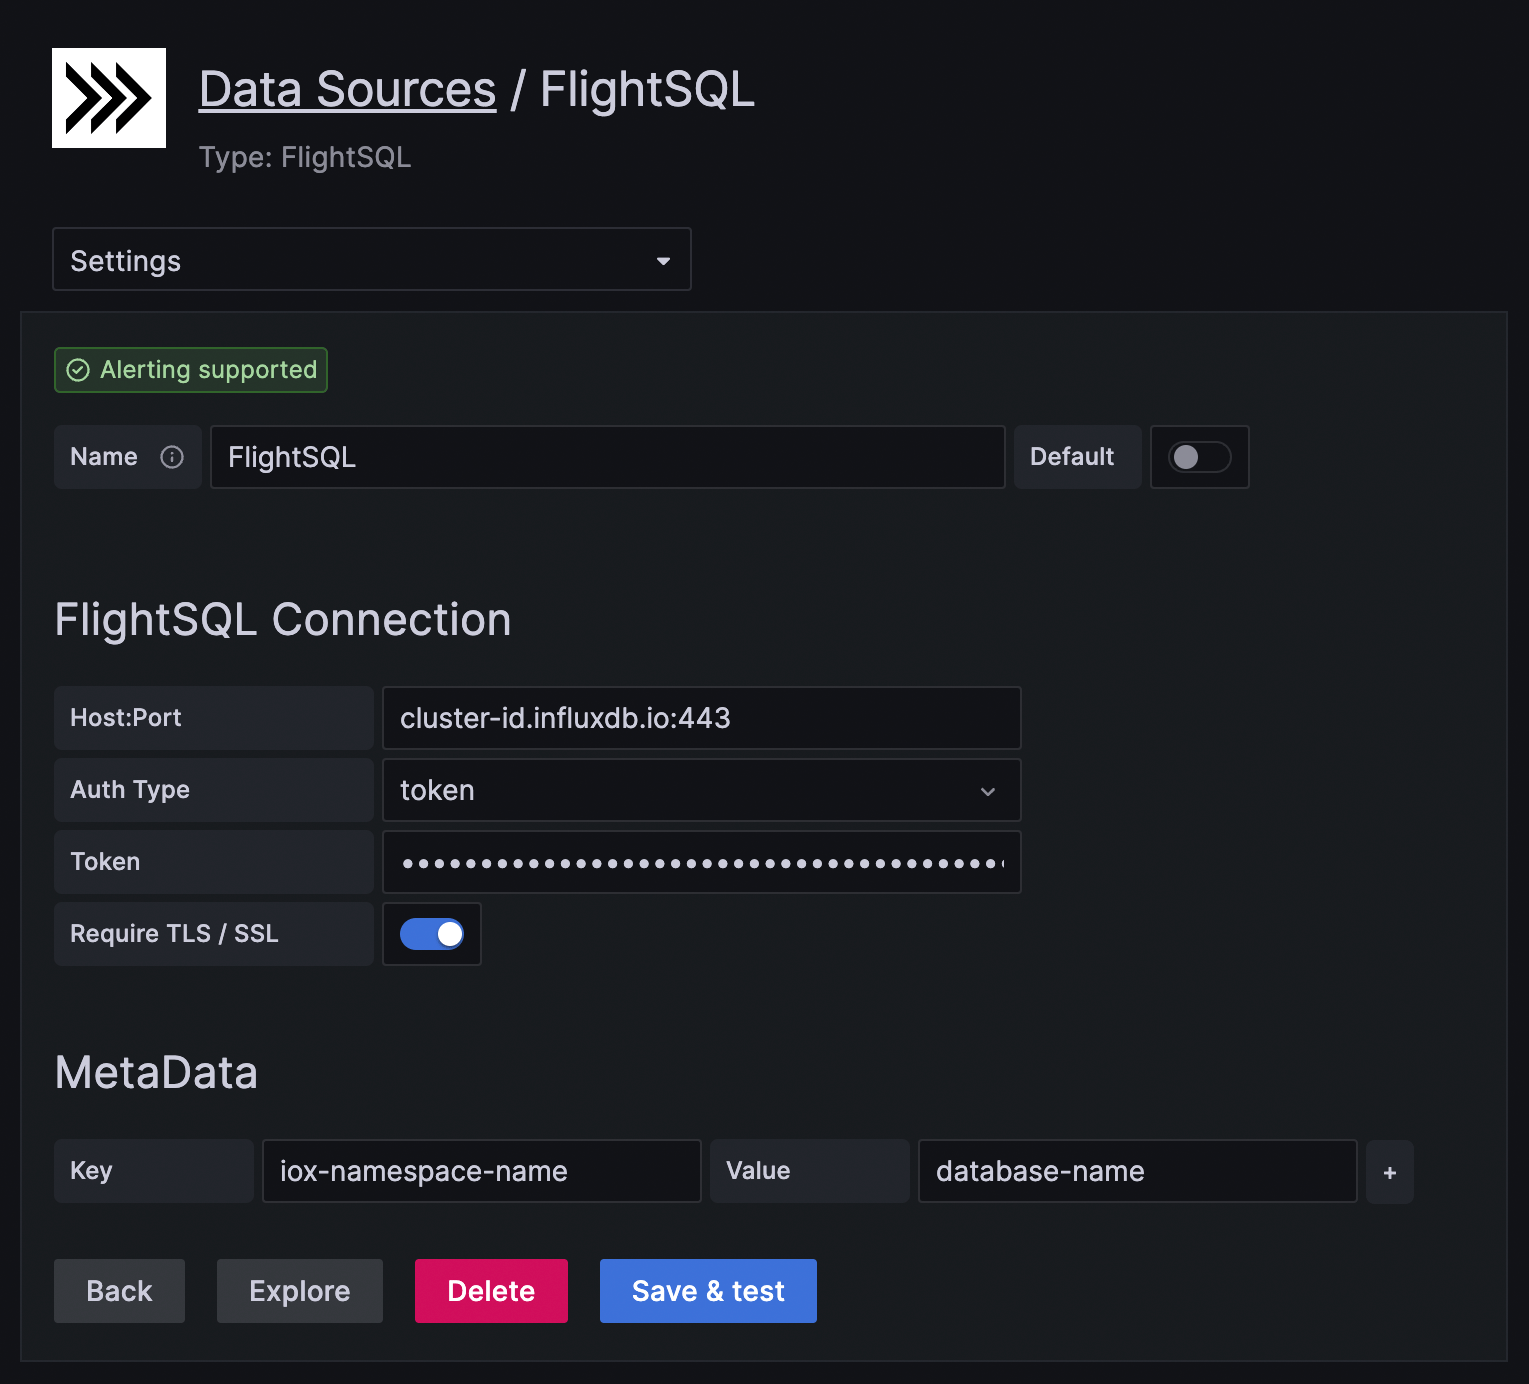 Data Sources / FlightSQL
Type: FlightSQL
Settings
Alerting supported
Name FlightSQL Default
FlightSQL Connection
Host:Port cluster-id.influxdb.io:443
Auth Type token
Token ••••••••••••••••••••••••••••••••••••••
Require TLS / SSL
MetaData
Key iox-namespace-name Value database-name +
Back Explore Delete Save & test